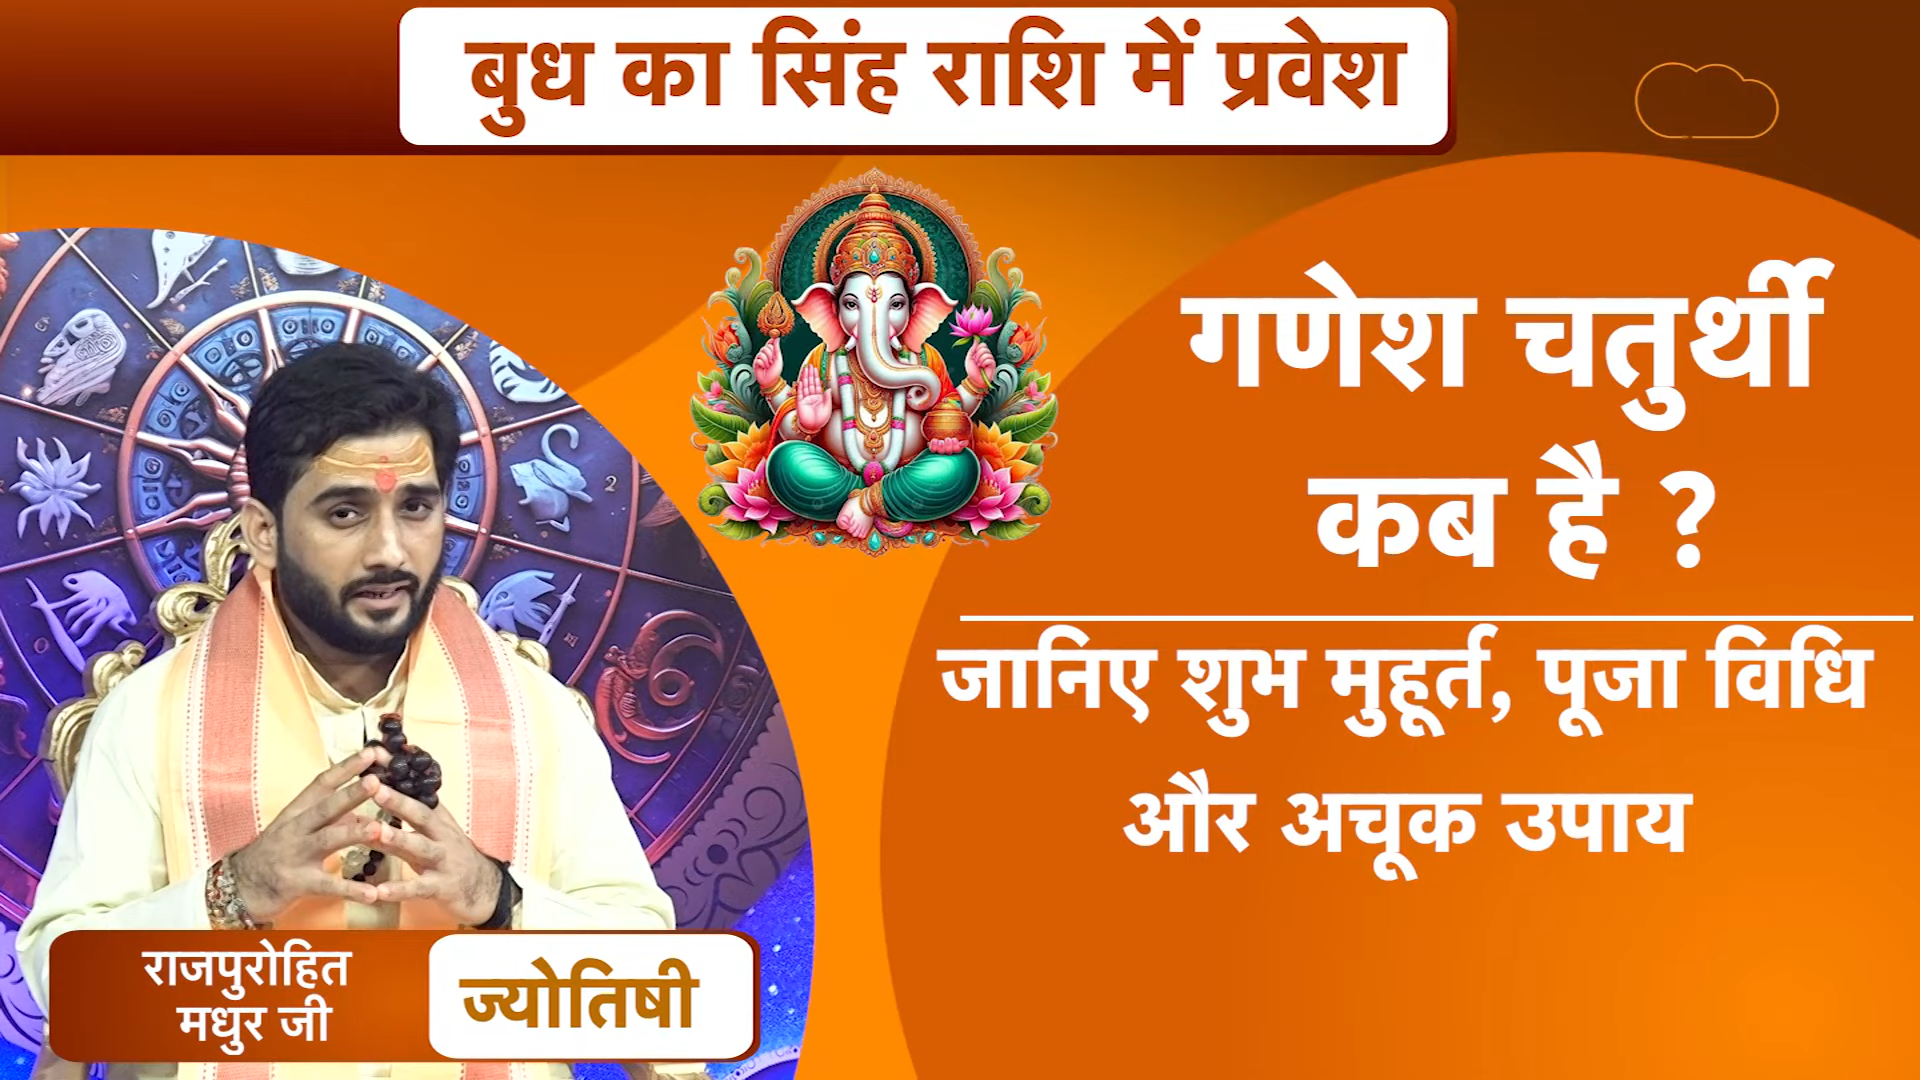 बुध का सिंह राशि में प्रवेश
गणेश चतुर्थी
कब है ?
जानिए शुभ मुहूर्त, पूजा विधि
और अचूक उपाय
राजपुरोहित
मधुर जी
ज्योतिषी